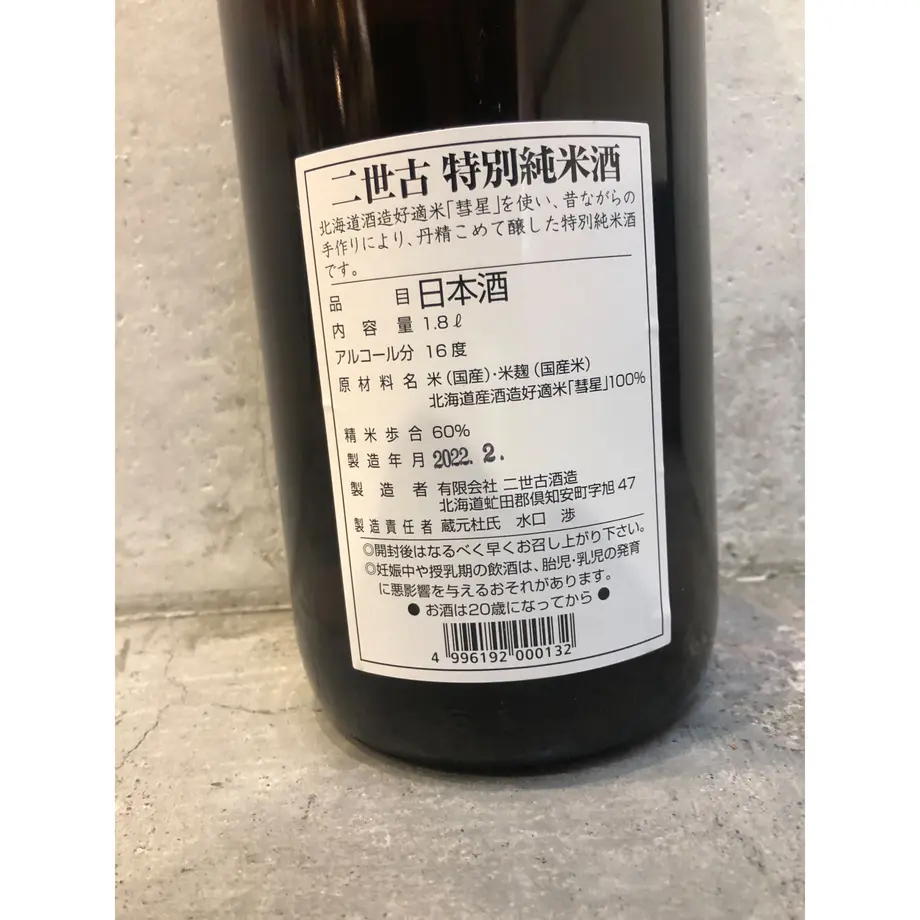 二世古 特別純米酒
北海道酒造好適米「彗星」を使い、昔ながらの
手作りにより、丹精こめて醸した特別純米酒
です。
品目 日本酒
内容量 1.8ℓ
アルコール分 16度
原材料名 米(国産)・米麹(国産米)
北海道産酒造好適米「彗星」100%
精米歩合 60%
製造年月 2022. 2.
製造者 有限会社 二世古酒造
北海道虻田郡倶知安町字旭47
製造責任者 蔵元杜氏 水口 渉
◎開封後はなるべく早くお召し上がり下さい。
◎妊娠中や授乳期の飲酒は、胎児・乳児の発育
に悪影響を与えるおそれがあります。
●お酒は20歳になってから●
4 996192 000132